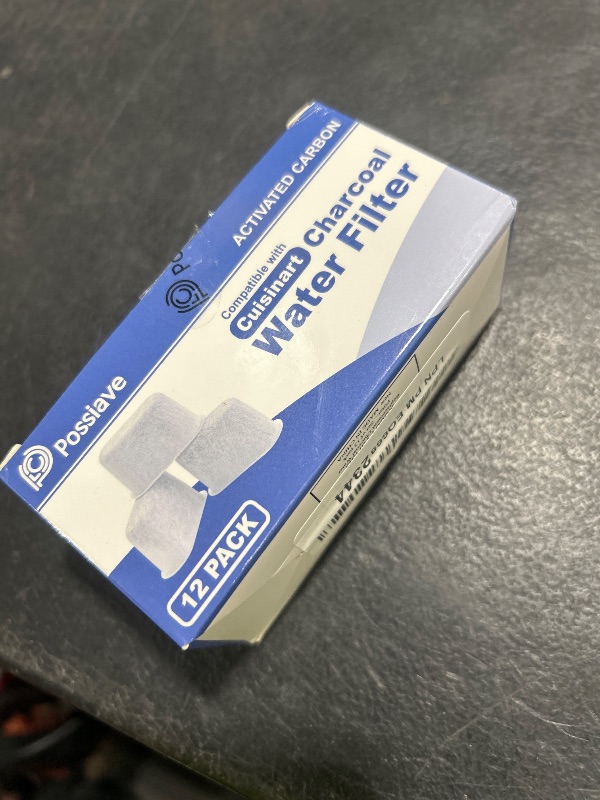 ACTIVATED CARBON
Compatible with
Cuisinart Charcoal
Water Filter
Possiave
12 PACK